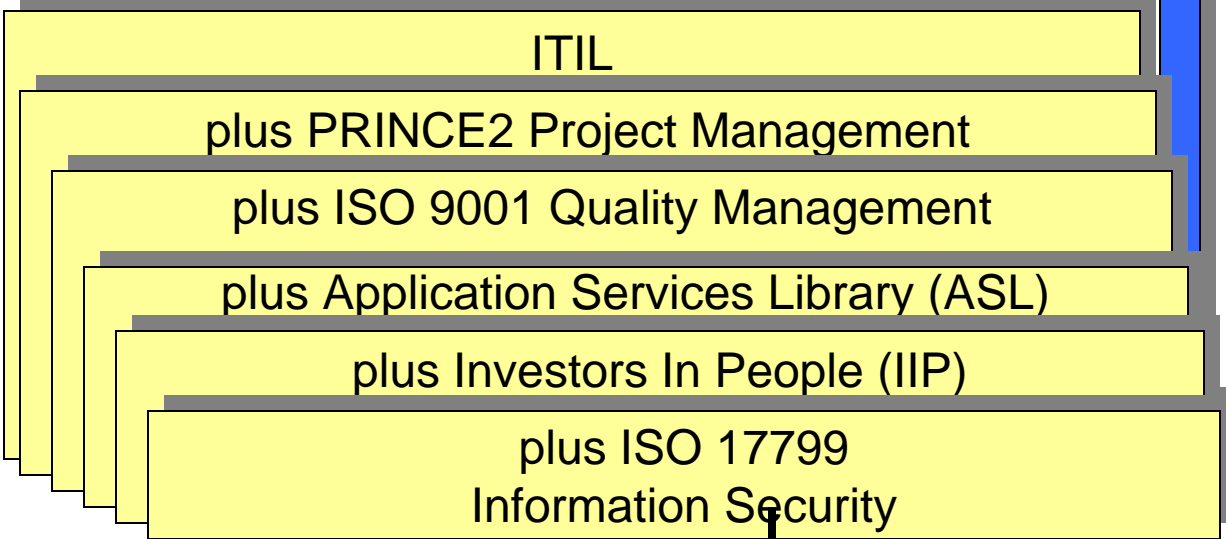 ITIL
plus PRINCE2 Project Management
plus ISO 9001 Quality Management
plus Application Services Library (ASL)
plus Investors In People (IIP)
plus ISO 17799
Information Security